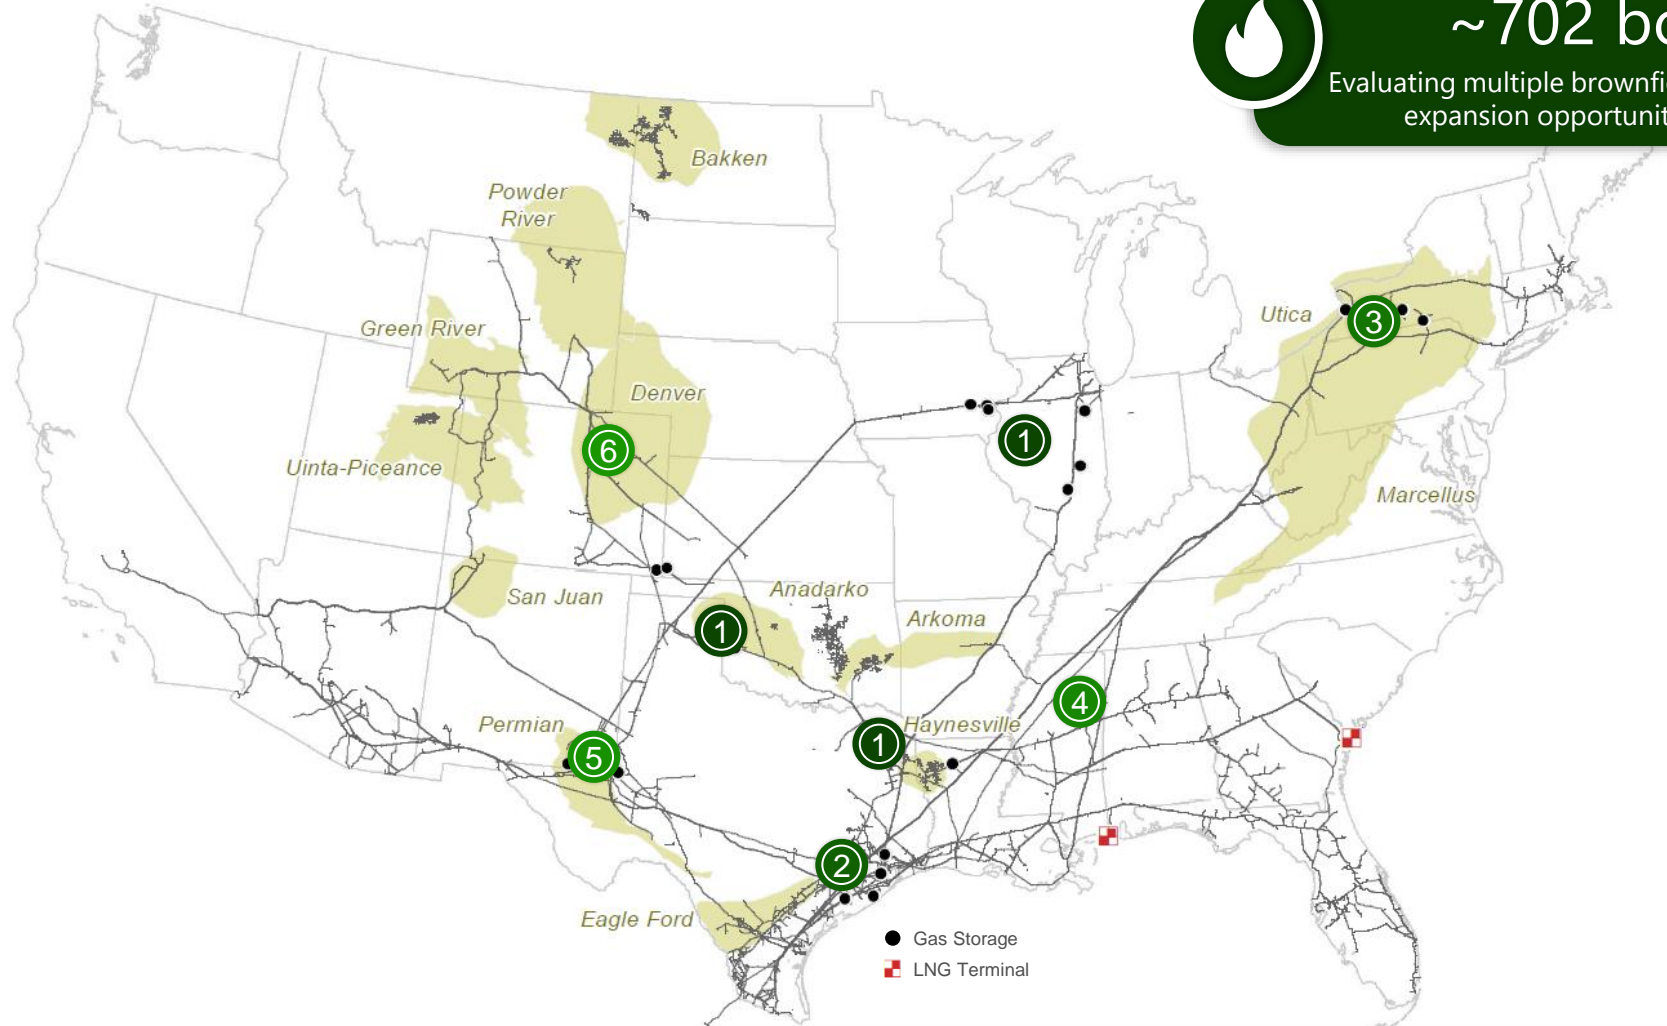 ~702 bc
Evaluating multiple brownfi
expansion opportunit
Bakken
Powder
River
Green River
Utica
3
Denver
1
6
Uinta-Piceance
Marcellus
San Juan
Anadarko
Arkoma
1
4
Permian
Haynesville
1
5
2
Eagle Ford
Gas Storage
LNG Terminal